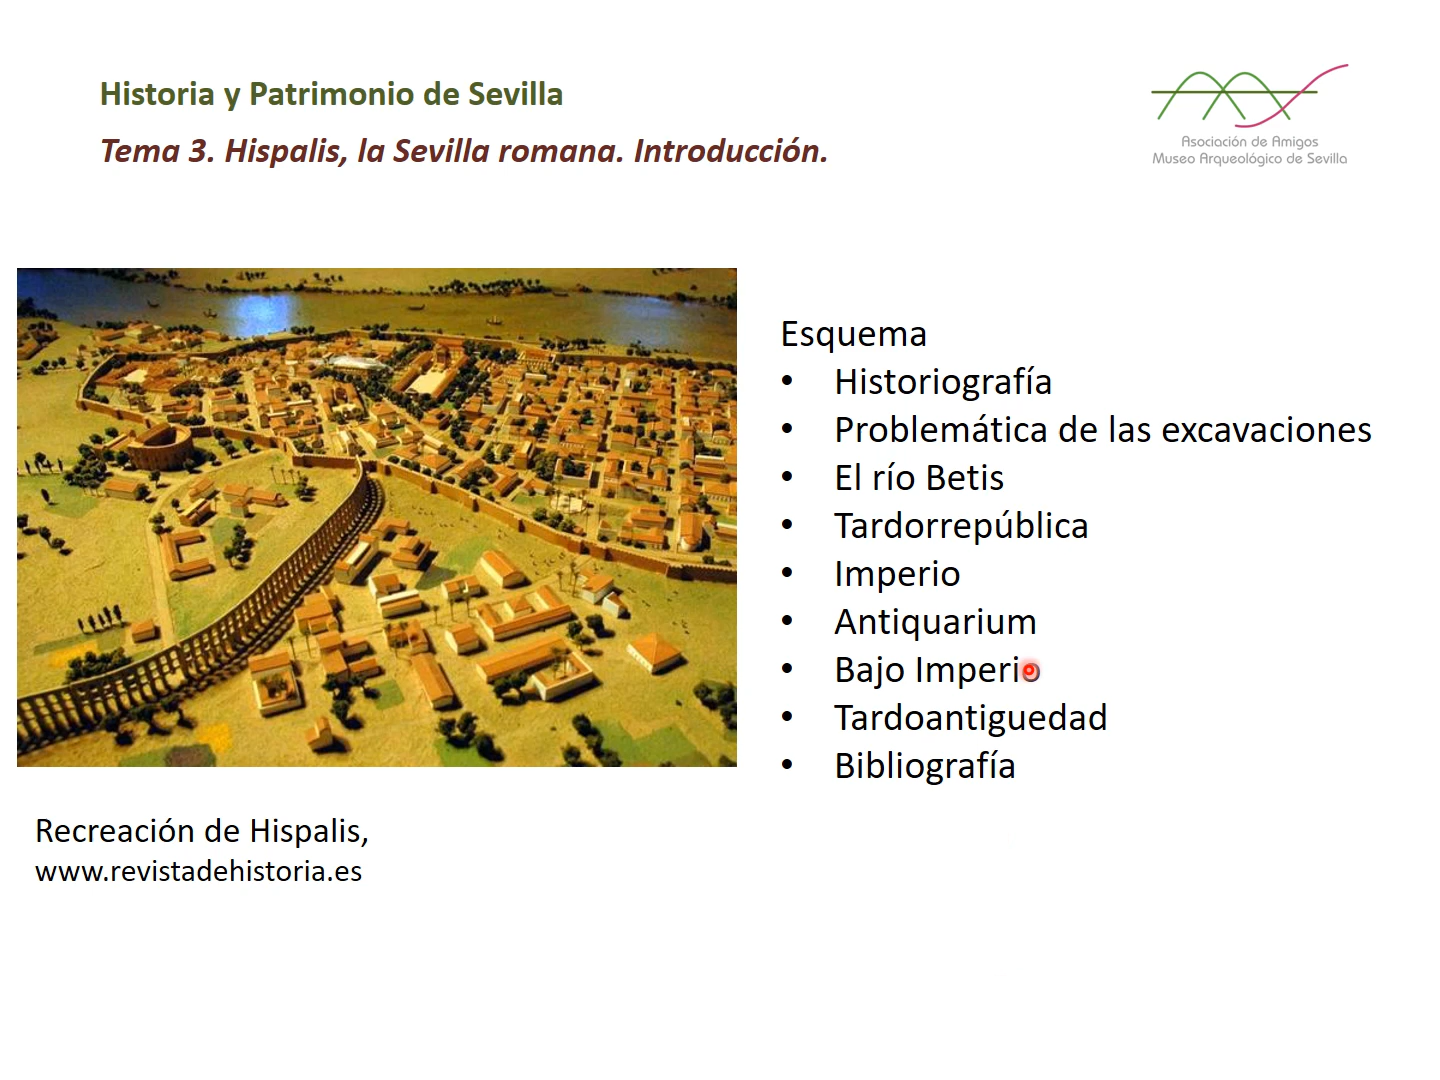 Historia y Patrimonio de Sevilla
Tema 3. Hispalis, la Sevilla romana. Introducción.
Asociación de Amigos
Museo Arqueológico de Sevilla
Esquema
• Historiografía
• Problemática de las excavaciones
• El río Betis
• Tardorrepública
• Imperio
• Antiquarium
• Bajo Imperio
• Tardoantiguedad
• Bibliografía
Recreación de Hispalis,
www.revistadehistoria.es